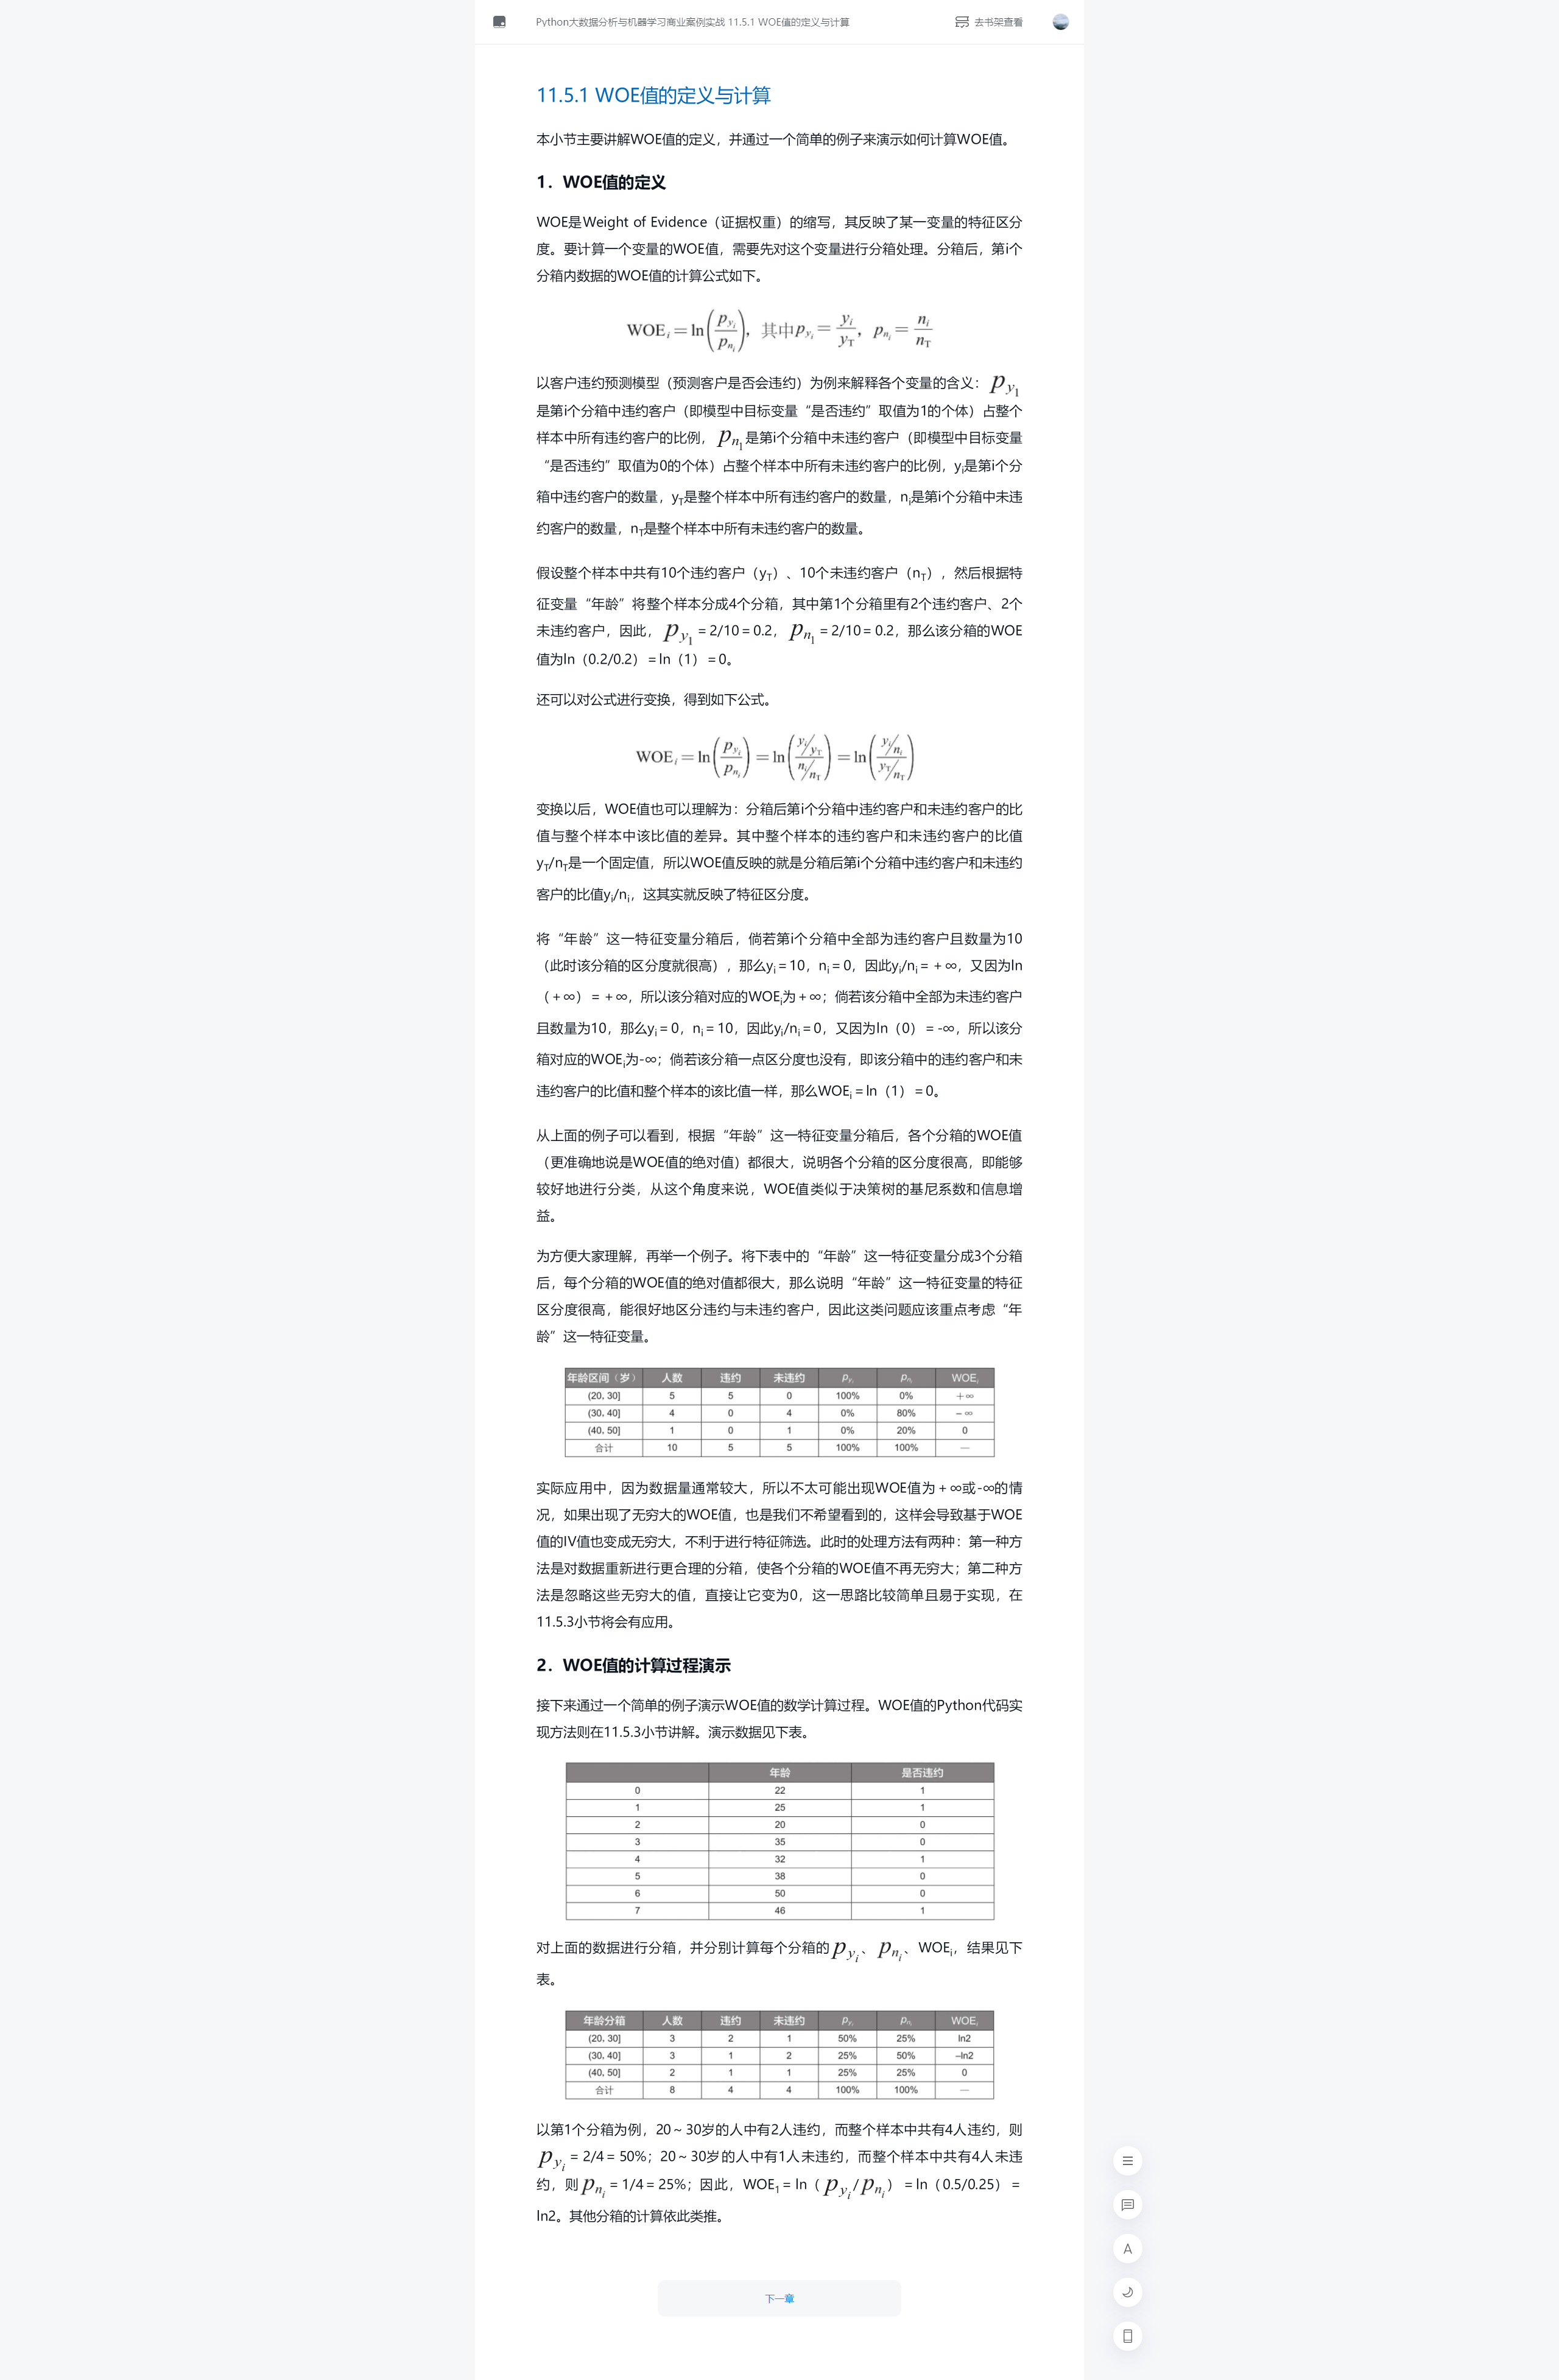 Python大数据分析与机器学习商业案例实战 11.5.1 WOE值的定义与计算
去书架查看
11.5.1 WOE值的定义与计算
本小节主要讲解WOE值的定义，并通过一个简单的例子来演示如何计算WOE值。
1．WOE值的定义
WOE是Weight of Evidence（证据权重）的缩写，其反映了某一变量的特征区分
度。要计算一个变量的WOE值，需要先对这个变量进行分箱处理。分箱后，第i个
分箱内数据的WOE值的计算公式如下。
WOE_i = ln(p_{y_i}/p_{n_i})，其中p_{y_i} = y_i/y_T，p_{n_i} = n_i/n_T
以客户违约预测模型（预测客户是否会违约）为例来解释各个变量的含义：p_{y_1}
是第i个分箱中违约客户（即模型中目标变量“是否违约”取值为1的个体）占整个
样本中所有违约客户的比例，p_{n_1}是第i个分箱中未违约客户（即模型中目标变量
“是否违约”取值为0的个体）占整个样本中所有未违约客户的比例，y_i是第i个分
箱中违约客户的数量，y_T是整个样本中所有违约客户的数量，n_i是第i个分箱中未违
约客户的数量，n_T是整个样本中所有未违约客户的数量。
假设整个样本中共有10个违约客户（y_T）、10个未违约客户（n_T），然后根据特
征变量“年龄”将整个样本分成4个分箱，其中第1个分箱里有2个违约客户、2个
未违约客户，因此，p_{y_1}＝2/10＝0.2，p_{n_1}＝2/10＝0.2，那么该分箱的WOE
值为ln（0.2/0.2）＝ln（1）＝0。
还可以对公式进行变换，得到如下公式。
WOE_i = ln(p_{y_i}/p_{n_i}) = ln((y_i/y_T)/(n_i/n_T)) = ln((y_i/n_i)/(y_T/n_T))
变换以后，WOE值也可以理解为：分箱后第i个分箱中违约客户和未违约客户的比
值与整个样本中该比值的差异。其中整个样本的违约客户和未违约客户的比值
y_T/n_T是一个固定值，所以WOE值反映的就是分箱后第i个分箱中违约客户和未违约
客户的比值y_i/n_i，这其实就反映了特征区分度。
将“年龄”这一特征变量分箱后，倘若第i个分箱中全部为违约客户且数量为10
（此时该分箱的区分度就很高），那么y_i＝10，n_i＝0，因此y_i/n_i＝＋∞，又因为ln
（＋∞）＝＋∞，所以该分箱对应的WOE_i为＋∞；倘若该分箱中全部为未违约客户
且数量为10，那么y_i＝0，n_i＝10，因此y_i/n_i＝0，又因为ln（0）＝-∞，所以该分
箱对应的WOE_i为-∞；倘若该分箱一点区分度也没有，即该分箱中的违约客户和未
违约客户的比值和整个样本的该比值一样，那么WOE_i＝ln（1）＝0。
从上面的例子可以看到，根据“年龄”这一特征变量分箱后，各个分箱的WOE值
（更准确地说是WOE值的绝对值）都很大，说明各个分箱的区分度很高，即能够
较好地进行分类，从这个角度来说，WOE值类似于决策树的基尼系数和信息增
益。
为方便大家理解，再举一个例子。将下表中的“年龄”这一特征变量分成3个分箱
后，每个分箱的WOE值的绝对值都很大，那么说明“年龄”这一特征变量的特征
区分度很高，能很好地区分违约与未违约客户，因此这类问题应该重点考虑“年
龄”这一特征变量。
年龄区间（岁） 人数 违约 未违约 p_{y_i} p_{n_i} WOE_i
(20, 30] 5 5 0 100% 0% ＋∞
(30, 40] 4 0 4 0% 80% －∞
(40, 50] 1 0 1 0% 20% 0
合计 10 5 5 100% 100% —
实际应用中，因为数据量通常较大，所以不太可能出现WOE值为＋∞或-∞的情
况，如果出现了无穷大的WOE值，也是我们不希望看到的，这样会导致基于WOE
值的IV值也变成无穷大，不利于进行特征筛选。此时的处理方法有两种：第一种方
法是对数据重新进行更合理的分箱，使各个分箱的WOE值不再无穷大；第二种方
法是忽略这些无穷大的值，直接让它变为0，这一思路比较简单且易于实现，在
11.5.3小节将会有应用。
2．WOE值的计算过程演示
接下来通过一个简单的例子演示WOE值的数学计算过程。WOE值的Python代码实
现方法则在11.5.3小节讲解。演示数据见下表。
年龄 是否违约
0 22 1
1 25 1
2 20 0
3 35 0
4 32 1
5 38 0
6 50 0
7 46 1
对上面的数据进行分箱，并分别计算每个分箱的p_{y_i}、p_{n_i}、WOE_i，结果见下
表。
年龄分箱 人数 违约 未违约 p_{y_i} p_{n_i} WOE_i
(20, 30] 3 2 1 50% 25% ln2
(30, 40] 3 1 2 25% 50% –ln2
(40, 50] 2 1 1 25% 25% 0
合计 8 4 4 100% 100% —
以第1个分箱为例，20～30岁的人中有2人违约，而整个样本中共有4人违约，则
p_{y_i}＝2/4＝50%；20～30岁的人中有1人未违约，而整个样本中共有4人未违
约，则p_{n_i}＝1/4＝25%；因此，WOE_1＝ln（p_{y_i}/p_{n_i}）＝ln（0.5/0.25）＝
ln2。其他分箱的计算依此类推。
下一章
A